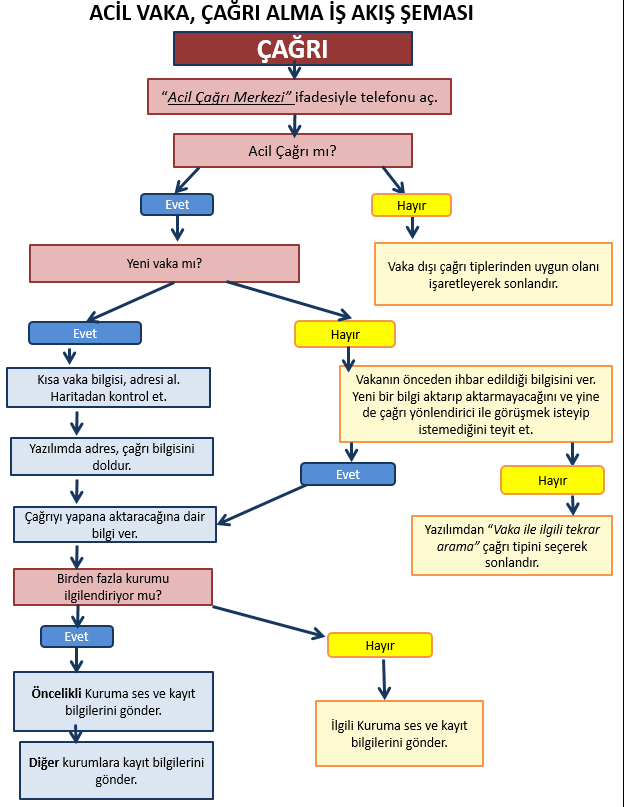 ACİL VAKA, ÇAĞRI ALMA İŞ AKIŞ ŞEMASI
ÇAĞRI
“Acil Çağrı Merkezi” ifadesiyle telefonu aç.
Acil Çağrı mı?
Evet
Hayır
Yeni vaka mı?
Vaka dışı çağrı tiplerinden uygun olanı
işaretleyerek sonlandır.
Evet
Hayır
Kısa vaka bilgisi, adresi al.
Haritadan kontrol et.
Vakanın önceden ihbar edildiği bilgisini ver.
Yeni bir bilgi aktarıp aktarmayacağını ve yine
de çağrı yönlendirici ile görüşmek isteyip
istemediğini teyit et.
Yazılımda adres, çağrı bilgisini
doldur.
Evet
Hayır
Çağrıyı yapana aktaracağına dair
bilgi ver.
Yazılımdan “Vaka ile ilgili tekrar
arama” çağrı tipini seçerek
sonlandır.
Birden fazla kurumu
ilgilendiriyor mu?
Evet
Hayır
Öncelikli Kuruma ses ve kayıt
bilgilerini gönder.
İlgili Kuruma ses ve kayıt
bilgilerini gönder.
Diğer kurumlara kayıt bilgilerini
gönder.